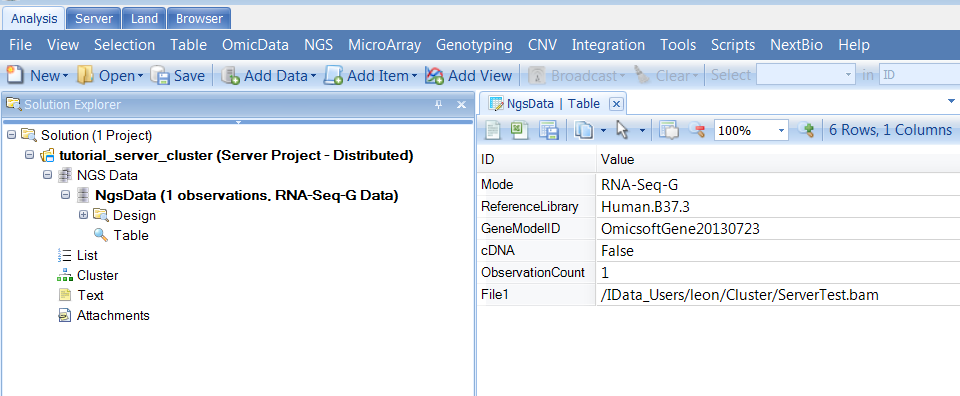 Analysis Server Land Browser
File View Selection Table OmicData NGS MicroArray Genotyping CNV Integration Tools Scripts NextBio Help
New Open Save Add Data Add Item Add View Broadcast Clear Select in ID
Solution Explorer
NgsData | Table
100% 6 Rows, 1 Columns
Solution (1 Project)
tutorial_server_cluster (Server Project - Distributed)
NGS Data
NgsData (1 observations, RNA-Seq-G Data)
Design
Table
List
Cluster
Text
Attachments
ID Value
Mode RNA-Seq-G
ReferenceLibrary Human.B37.3
GeneModelID OmicsoftGene20130723
cDNA False
ObservationCount 1
File1 /IData_Users/leon/Cluster/ServerTest.bam